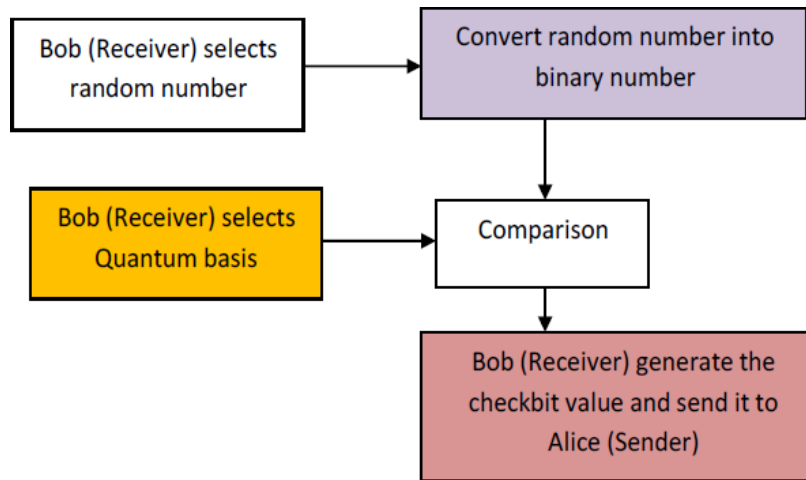 Bob (Receiver) selects
random number
Convert random number into
binary number
Bob (Receiver) selects
Quantum basis
Comparison
Bob (Receiver) generate the
checkbit value and send it to
Alice (Sender)